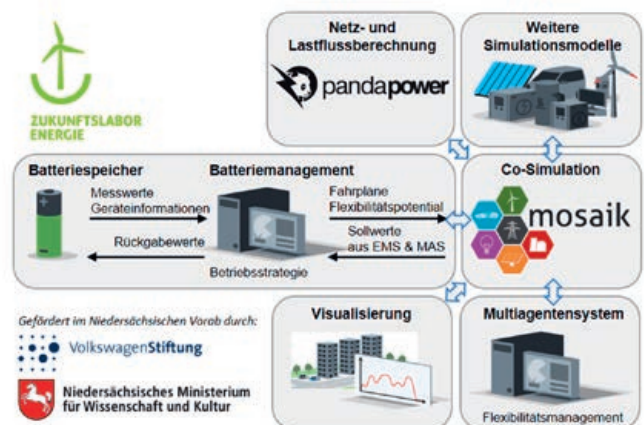 ZUKUNFTSLABOR
ENERGIE
Netz- und
Lastflussberechnung
pandapower
Weitere
Simulationsmodelle
Batteriespeicher
Batteriemanagement
Messwerte
Geräteinformationen
Rückgabewerte
Betriebsstrategie
Fahrpläne
Flexibilitätspotential
Sollwerte
aus EMS & MAS
Co-Simulation
mosaik
Gefördert im Niedersächsischen Vorab durch:
VolkswagenStiftung
Niedersächsisches Ministerium
für Wissenschaft und Kultur
Visualisierung
Multiagentensystem
Flexibilitätsmanagement